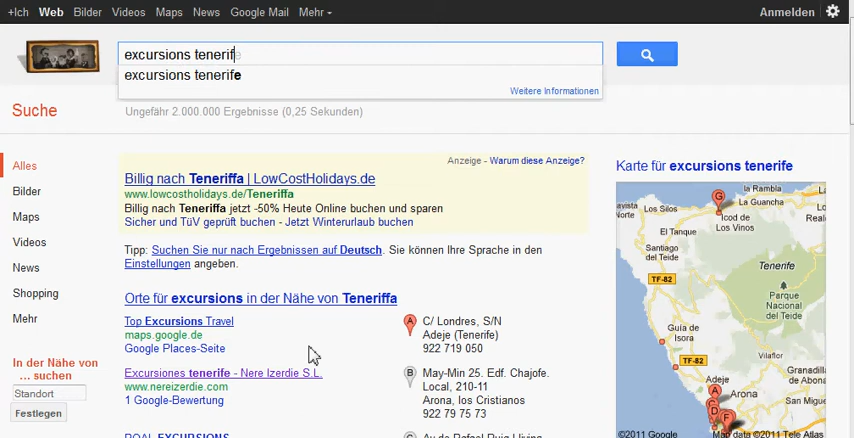 +Ich Web Bilder Videos Maps News Google Mail Mehr Anmelden
excursions tenerife
excursions tenerife
Weitere Informationen
Suche
Ungefähr 2.000.000 Ergebnisse (0,25 Sekunden)
Alles
Bilder
Maps
Videos
News
Shopping
Mehr
In der Nähe von
... suchen
Standort
Festlegen
Anzeige - Warum diese Anzeige?
Billig nach Teneriffa | LowCostHolidays.de
www.lowcostholidays.de/Teneriffa
Billig nach Teneriffa jetzt -50% Heute Online buchen und sparen
Sicher und TüV geprüft buchen - Jetzt Winterurlaub buchen
Tipp: Suchen Sie nur nach Ergebnissen auf Deutsch. Sie können Ihre Sprache in den
Einstellungen angeben.
Orte für excursions in der Nähe von Teneriffa
Top Excursions Travel
maps.google.de
Google Places-Seite
A
C/ Londres, S/N
Adeje (Tenerife)
922 719 050
Excursiones tenerife - Nere Izerdie S.L.
www.nereizerdie.com
1 Google-Bewertung
B
May-Min 25. Edf. Chajofe.
Local, 210-11
Arona, los Cristianos
922 79 75 73
EXCURSIONS
Karte für excursions tenerife
la Rambla
G
Los Silos
La Guancha
Icod de
Los Vinos
El Tanque
Santiago
del Teide
Tenerife
TF-82
Parque
Nacional
del Teide
Guía de
Isora
TF-82
Adeje
A
D
F
Arona
San Mi
©2011 Google
Map data ©2011 Tele Atlas